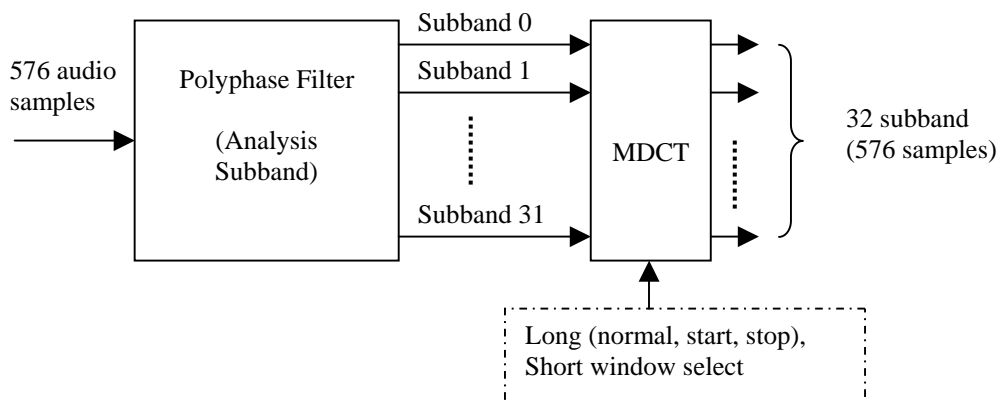 576 audio
samples
Polyphase Filter
(Analysis
Subband)
Subband 0
Subband 1
Subband 31
MDCT
32 subband
(576 samples)
Long (normal, start, stop),
Short window select